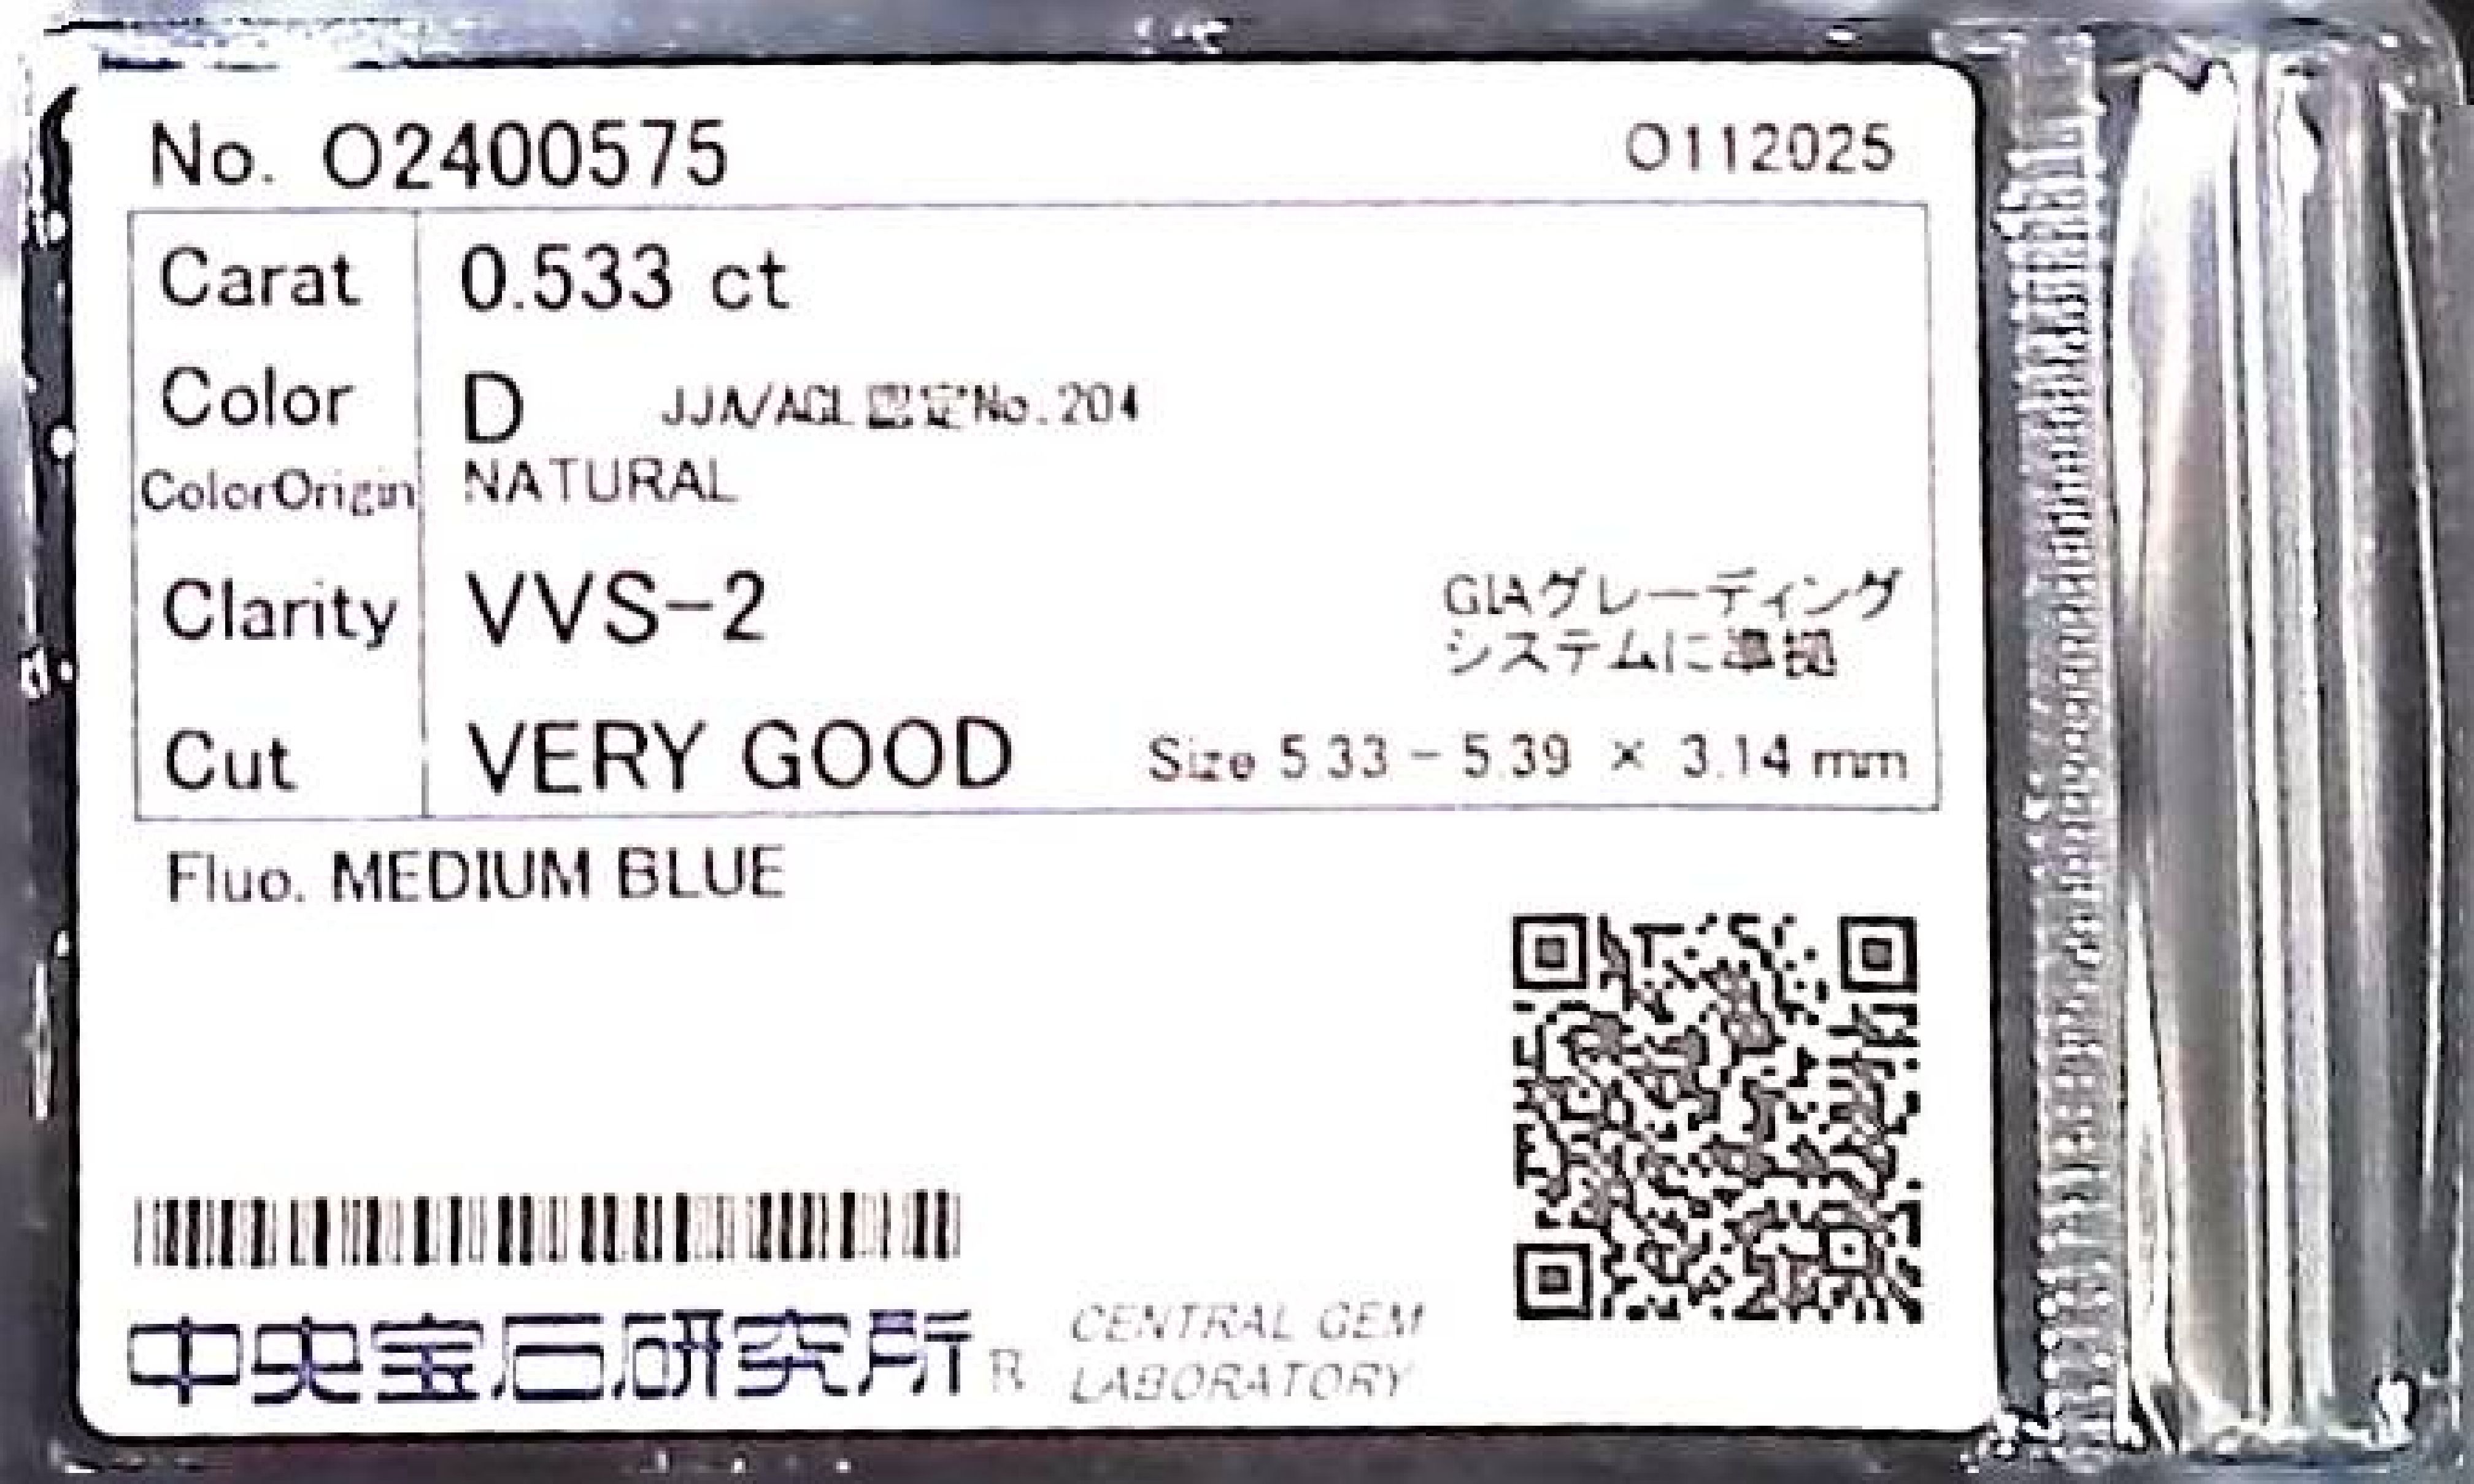 No. O2400575 O112025
Carat 0.533 ct
Color D JJA/AGL認定No.204
ColorOrigin NATURAL
Clarity VVS-2
GIAグレーディング
システムに準拠
Cut VERY GOOD Size 5.33 - 5.39 × 3.14 mm
Fluo. MEDIUM BLUE
中央宝石研究所 R CENTRAL GEM
LABORATORY